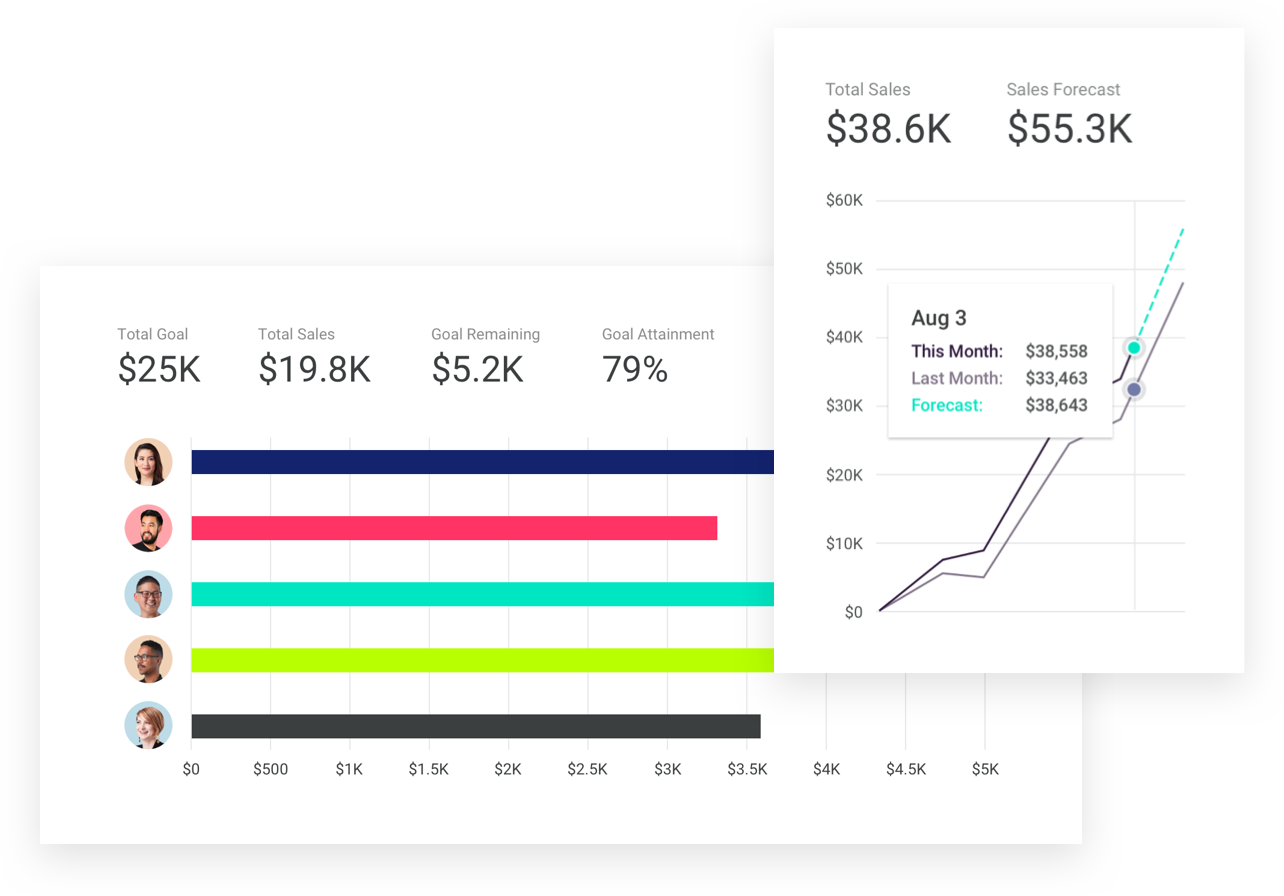 Total Sales Sales Forecast
$38.6K $55.3K
$60K
$50K
$40K
$30K
$20K
$10K
$0
Aug 3
This Month: $38,558
Last Month: $33,463
Forecast: $38,643
Total Goal Total Sales Goal Remaining Goal Attainment
$25K $19.8K $5.2K 79%
$0 $500 $1K $1.5K $2K $2.5K $3K $3.5K $4K $4.5K $5K